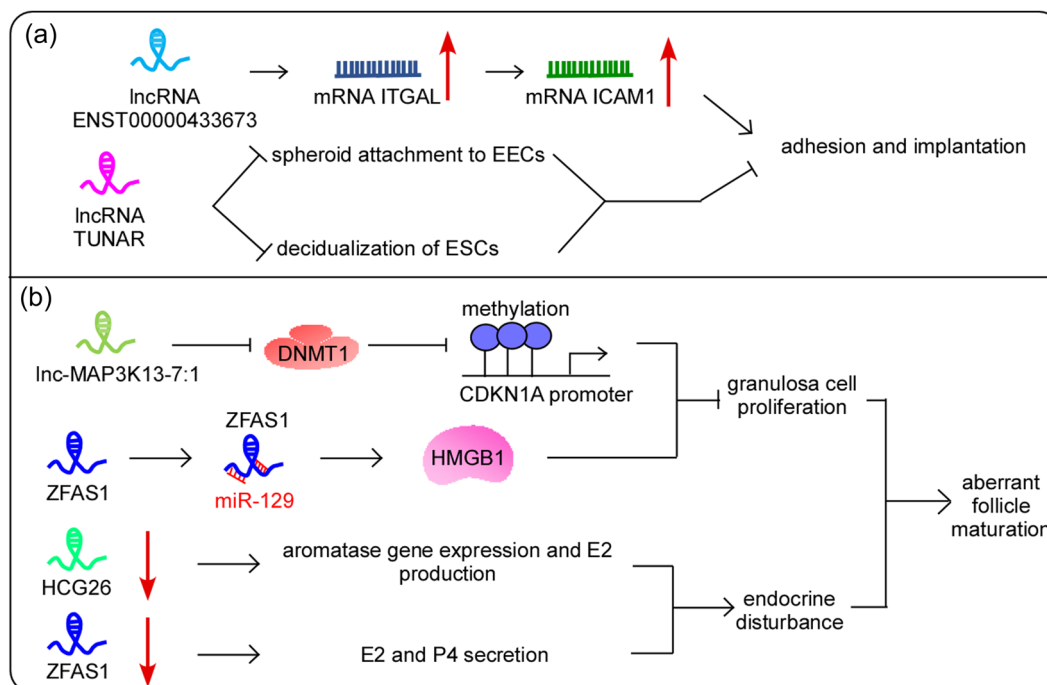 (a)
lncRNA
ENST00000433673
mRNA ITGAL
mRNA ICAM1
adhesion and implantation
lncRNA
TUNAR
spheroid attachment to EECs
decidualization of ESCs
(b)
lnc-MAP3K13-7:1
DNMT1
methylation
CDKN1A promoter
granulosa cell
proliferation
ZFAS1
ZFAS1
miR-129
HMGB1
aberrant
follicle
maturation
HCG26
aromatase gene expression and E2
production
endocrine
disturbance
ZFAS1
E2 and P4 secretion